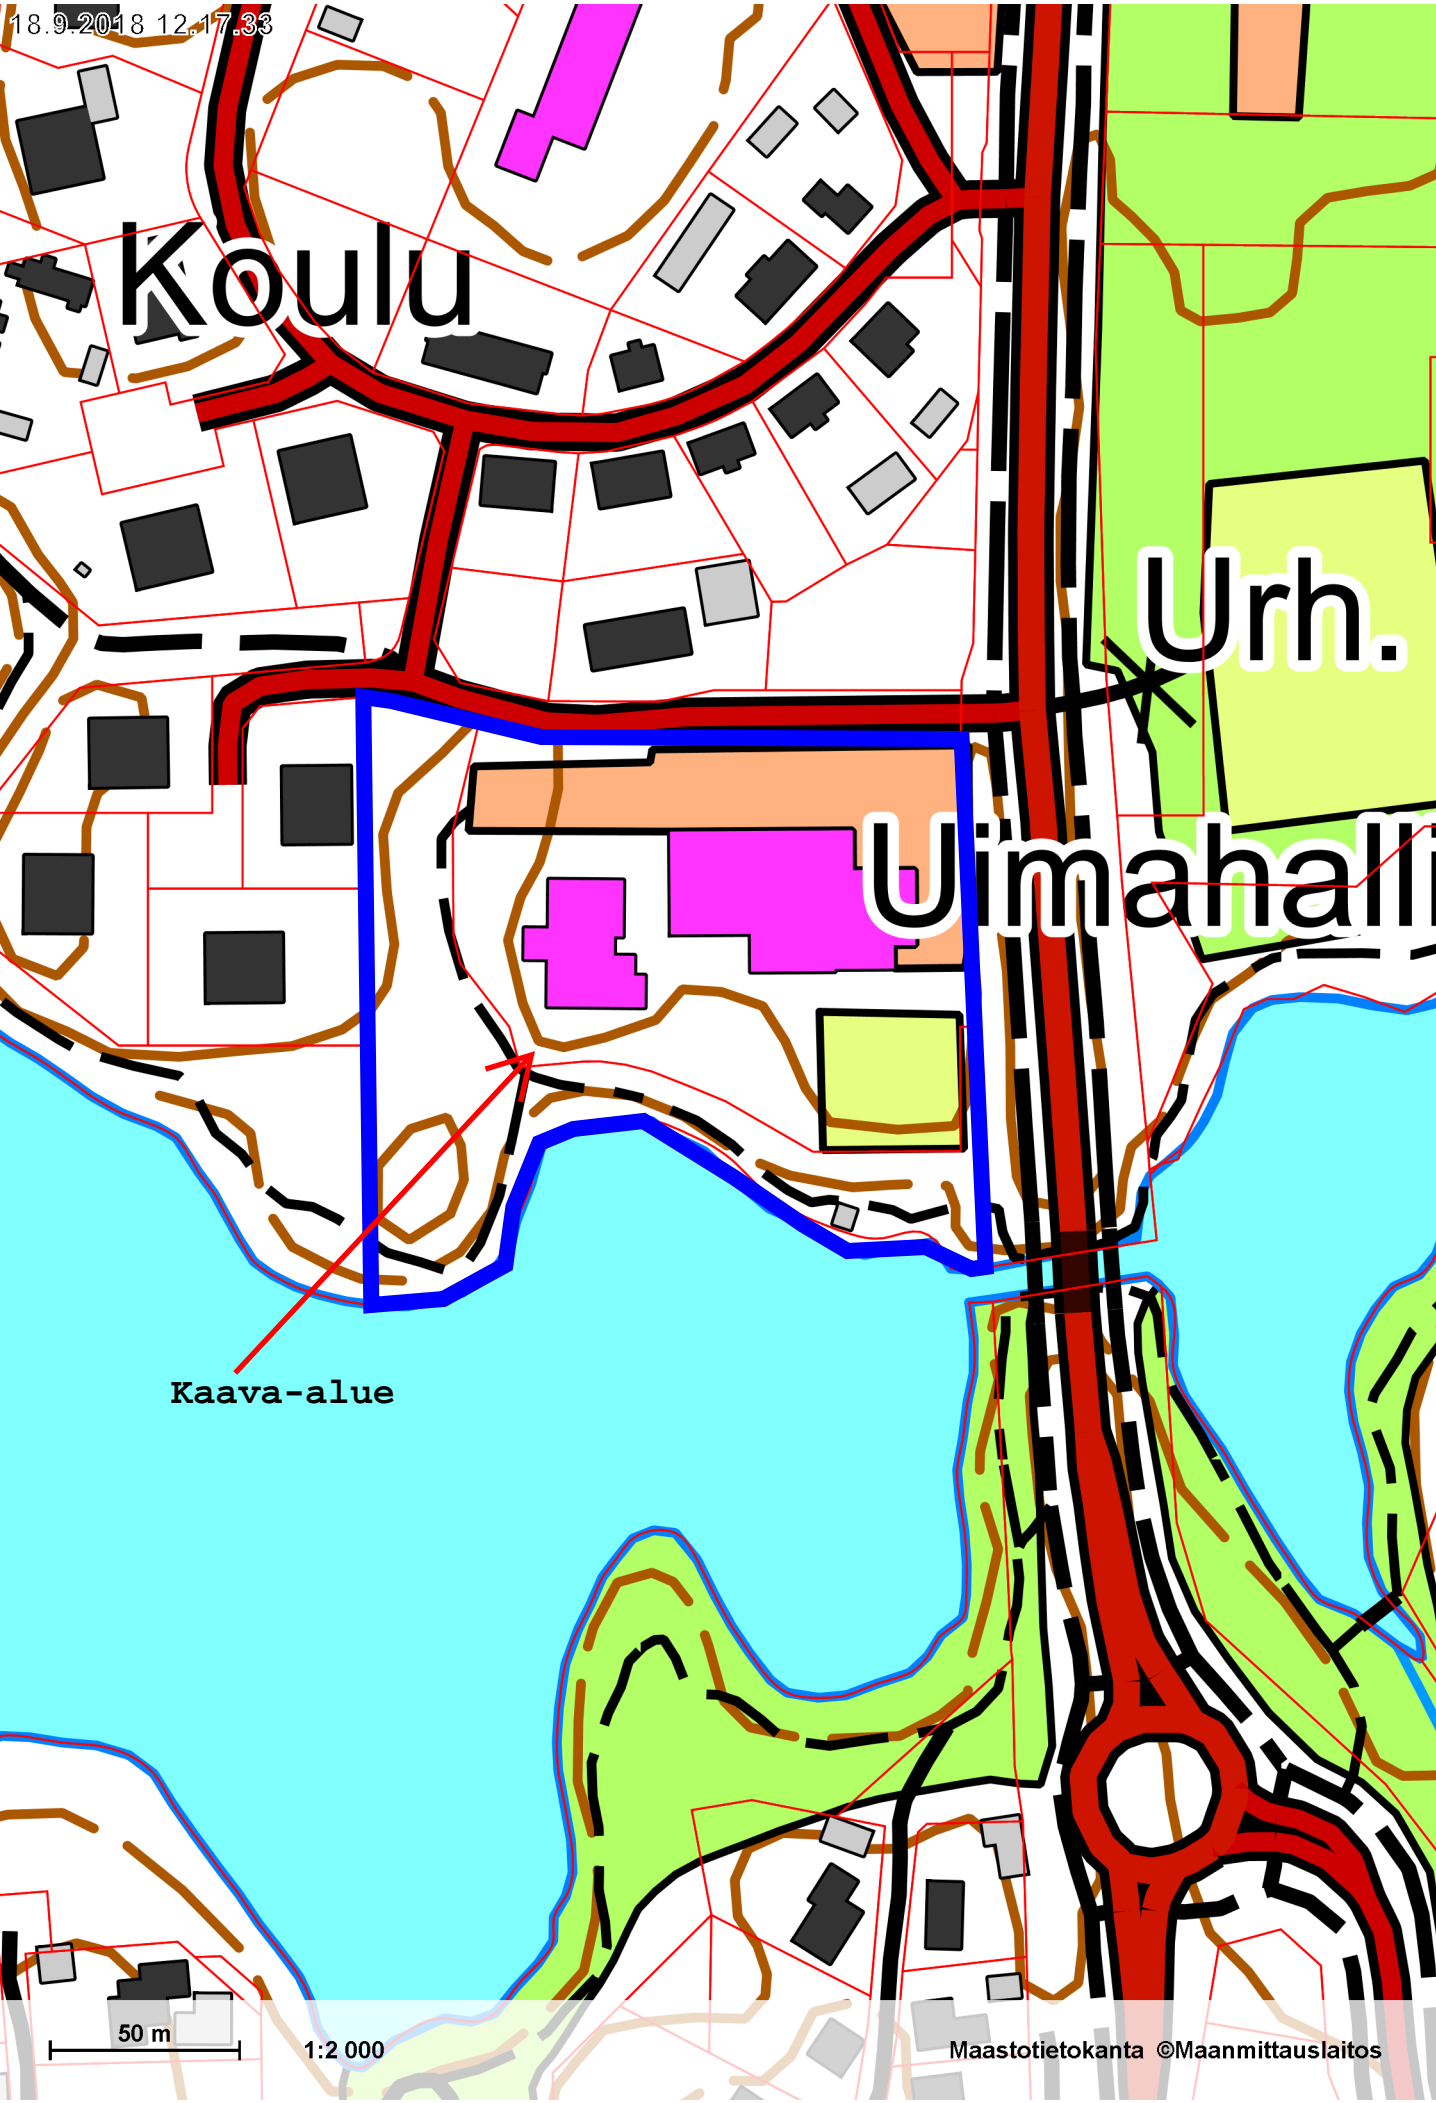 18.9.2018 12.17.33
Koulu
Urh.
Uimahalli
Kaava-alue
50 m
1:2 000
Maastotietokanta ©Maanmittauslaitos